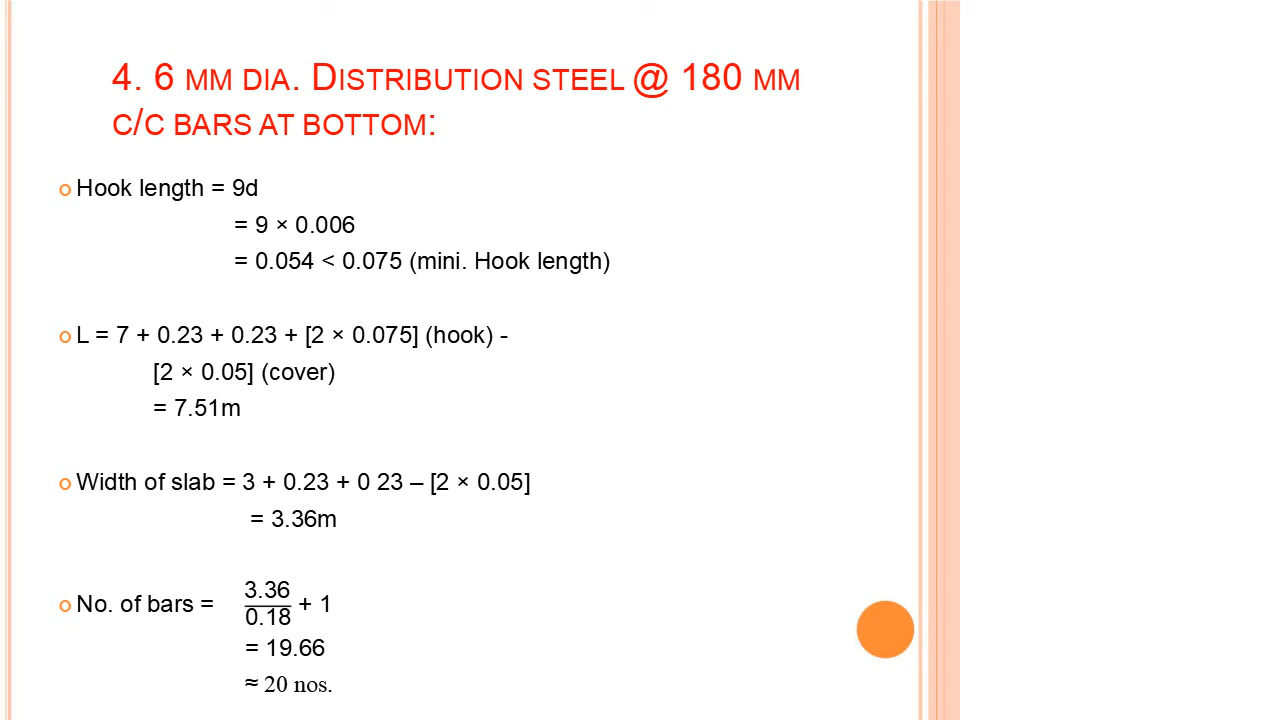 4. 6 MM DIA. DISTRIBUTION STEEL @ 180 MM
C/C BARS AT BOTTOM:
Hook length = 9d
= 9 × 0.006
= 0.054 < 0.075 (mini. Hook length)
L = 7 + 0.23 + 0.23 + [2 × 0.075] (hook) -
[2 × 0.05] (cover)
= 7.51m
Width of slab = 3 + 0.23 + 0 23 – [2 × 0.05]
= 3.36m
No. of bars = 3.36/0.18 + 1
= 19.66
≈ 20 nos.